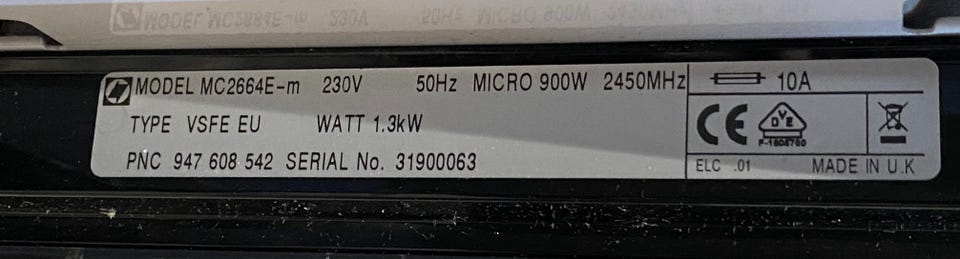 MODEL MC2664E-m 230V 50Hz MICRO 900W 2450MHz 10A
TYPE VSFE EU WATT 1.3kW
CE DVE
PNC 947 608 542 SERIAL No. 31900063
ELC .01 MADE IN U.K